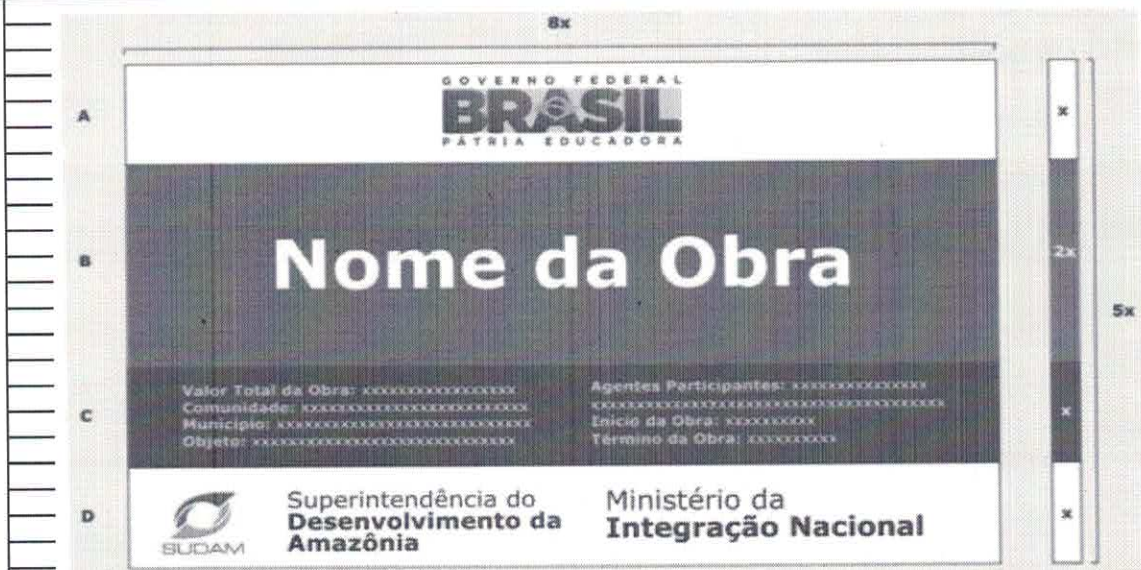 8x
GOVERNO FEDERAL
BRASIL
PÁTRIA EDUCADORA
A
x
Nome da Obra
B
2x
5x
Valor Total da Obra: xxxxxxxxxxxxxxxxx
Comunidade: xxxxxxxxxxxxxxxxxxxxxxxxx
Município: xxxxxxxxxxxxxxxxxxxxxxxxxxxx
Objeto: xxxxxxxxxxxxxxxxxxxxxxxxxxxxx
Agentes Participantes: xxxxxxxxxxxxxxx
xxxxxxxxxxxxxxxxxxxxxxxxxxxxxxxxxxxxxxx
Início da Obra: xxxxxxxxxx
Término da Obra: xxxxxxxxxx
C
x
D
SUDAM
Superintendência do
Desenvolvimento da
Amazônia
Ministério da
Integração Nacional
x